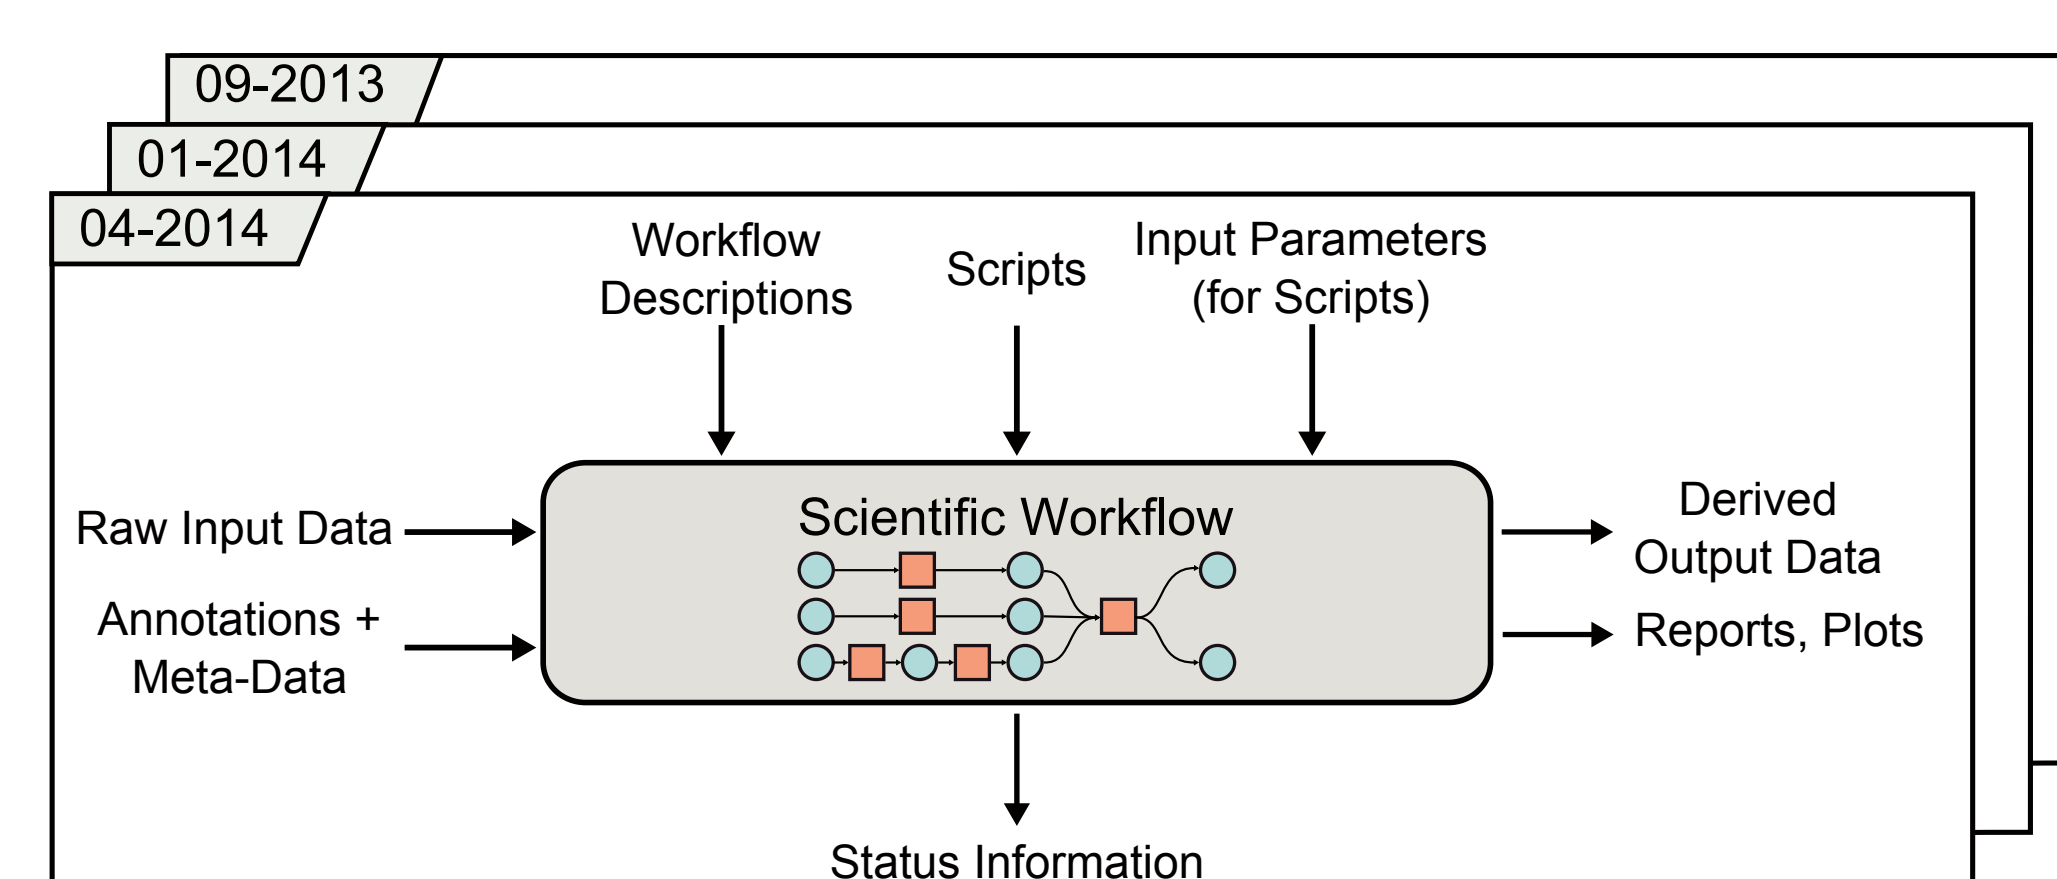 09-2013
01-2014
04-2014
Workflow
Descriptions
Scripts
Input Parameters
(for Scripts)
Raw Input Data
Annotations +
Meta-Data
Scientific Workflow
Derived
Output Data
Reports, Plots
Status Information